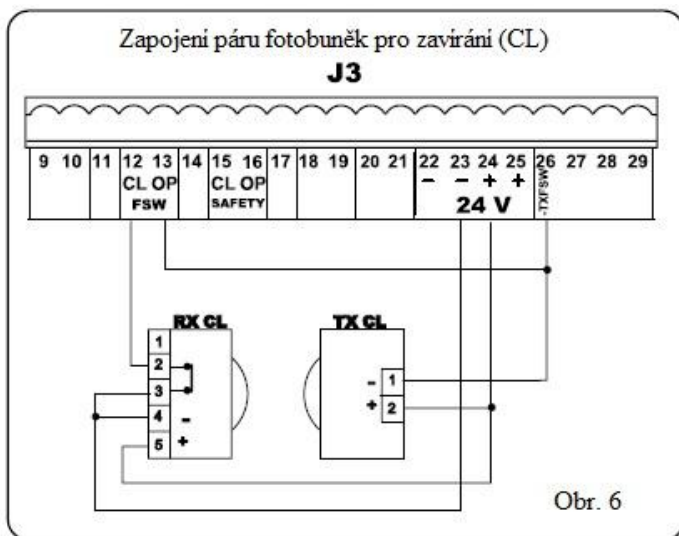 Zapojení páru fotobuněk pro zavírání (CL)
J3
9 10 11 12 13 14 15 16 17 18 19 20 21 22 23 24 25 26 27 28 29
CL OP CL OP - - + + -TXFSW
FSW SAFETY 24 V
RX CL TX CL
1
2
3
4 -
5 +
- 1
+ 2
Obr. 6